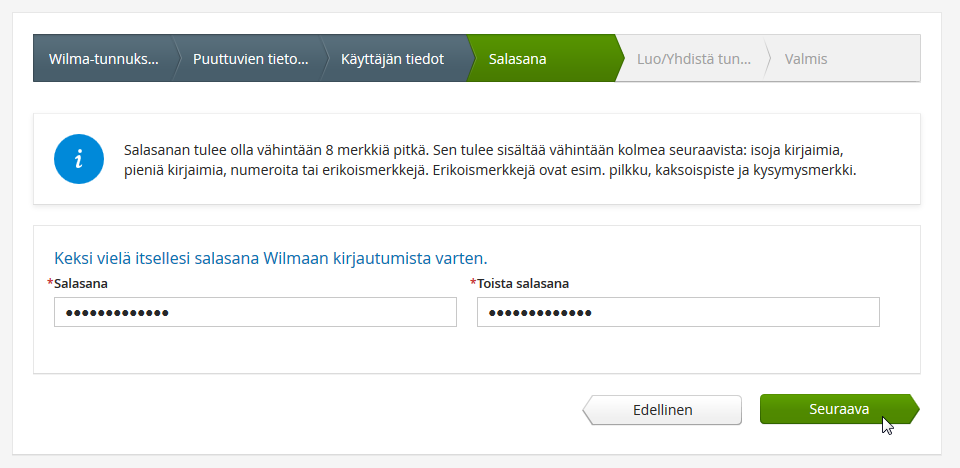 Wilma-tunnuks... Puuttuvien tieto... Käyttäjän tiedot Salasana Luo/Yhdistä tun... Valmis
i
Salasanan tulee olla vähintään 8 merkkiä pitkä. Sen tulee sisältää vähintään kolmea seuraavista: isoja kirjaimia,
pieniä kirjaimia, numeroita tai erikoismerkkejä. Erikoismerkkejä ovat esim. pilkku, kaksoispiste ja kysymysmerkki.
Keksi vielä itsellesi salasana Wilmaan kirjautumista varten.
*Salasana *Toista salasana
••••••••••••• •••••••••••••
Edellinen Seuraava